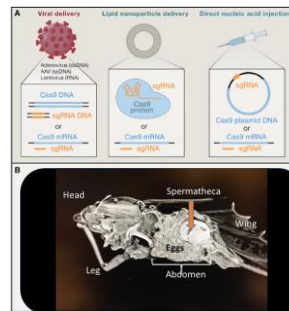 A
Viral delivery
Lipid nanoparticle delivery
Direct nucleic acid injection
Adenovirus (dsDNA)
AAV (ssDNA)
Lentivirus (RNA)
Cas9 DNA
sgRNA DNA
or
Cas9 mRNA
sgRNA
sgRNA
Cas9
protein
or
Cas9 mRNA
sgRNA
sgRNA
Cas9 plasmid DNA
or
Cas9 mRNA
sgRNA
B
Head
Spermatheca
Wing
Eggs
Leg
Abdomen